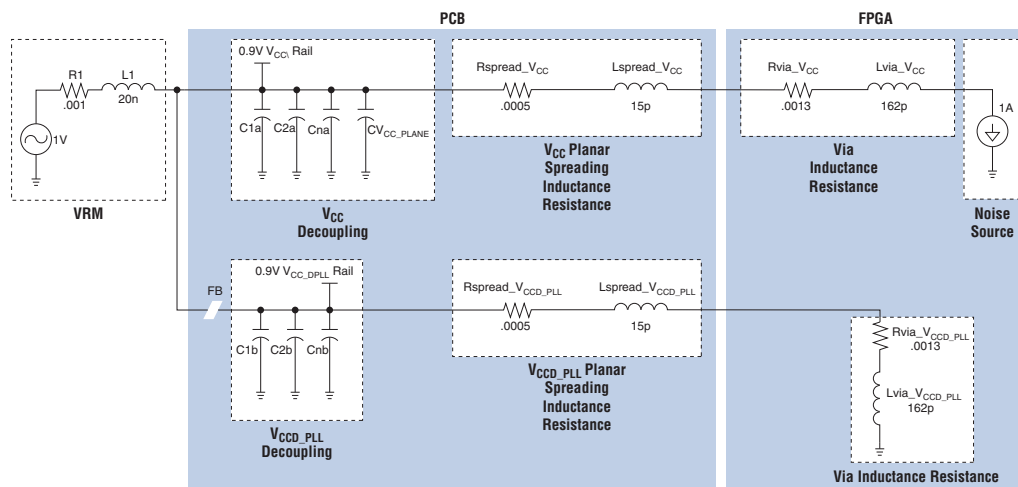 PCB
FPGA
R1
.001
L1
20n
1V
VRM
0.9V VCC\ Rail
C1a
C2a
Cna
CVCC_PLANE
VCC
Decoupling
Rspread_VCC
.0005
Lspread_VCC
15p
VCC Planar
Spreading
Inductance
Resistance
Rvia_VCC
.0013
Lvia_VCC
162p
Via
Inductance
Resistance
1A
Noise
Source
FB
0.9V VCC_DPLL Rail
C1b
C2b
Cnb
VCCD_PLL
Decoupling
Rspread_VCCD_PLL
.0005
Lspread_VCCD_PLL
15p
VCCD_PLL Planar
Spreading
Inductance
Resistance
Rvia_VCCD_PLL
.0013
Lvia_VCCD_PLL
162p
Via Inductance Resistance